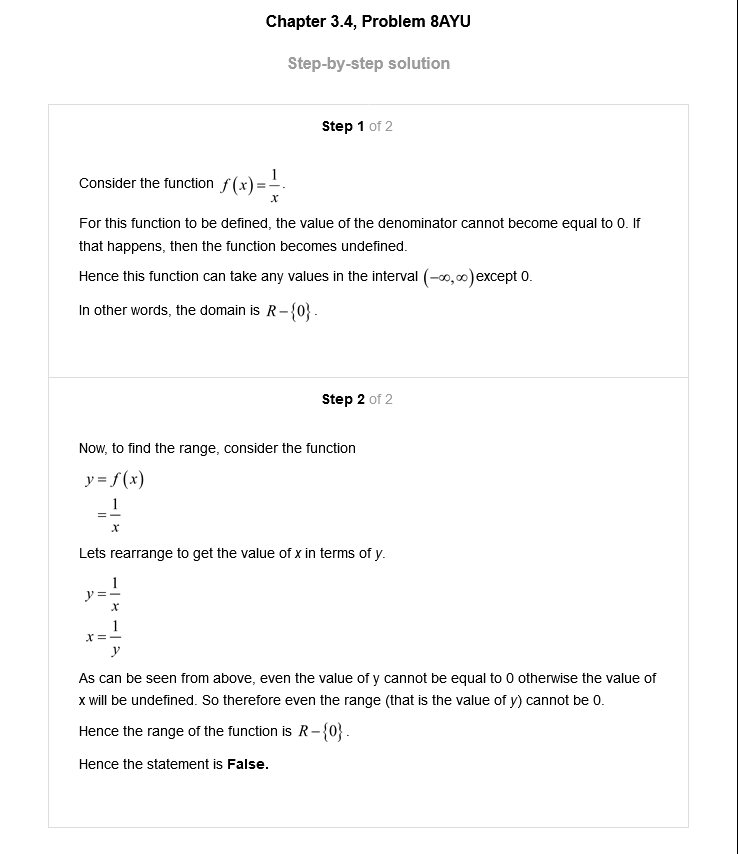 Chapter 3.4, Problem 8AYU
Step-by-step solution
Step 1 of 2
Consider the function f(x) = 1/x.
For this function to be defined, the value of the denominator cannot become equal to 0. If
that happens, then the function becomes undefined.
Hence this function can take any values in the interval (−∞,∞) except 0.
In other words, the domain is R−{0}.
Step 2 of 2
Now, to find the range, consider the function
y = f(x)
= 1/x
Lets rearrange to get the value of x in terms of y.
y = 1/x
x = 1/y
As can be seen from above, even the value of y cannot be equal to 0 otherwise the value of
x will be undefined. So therefore even the range (that is the value of y) cannot be 0.
Hence the range of the function is R−{0}.
Hence the statement is False.